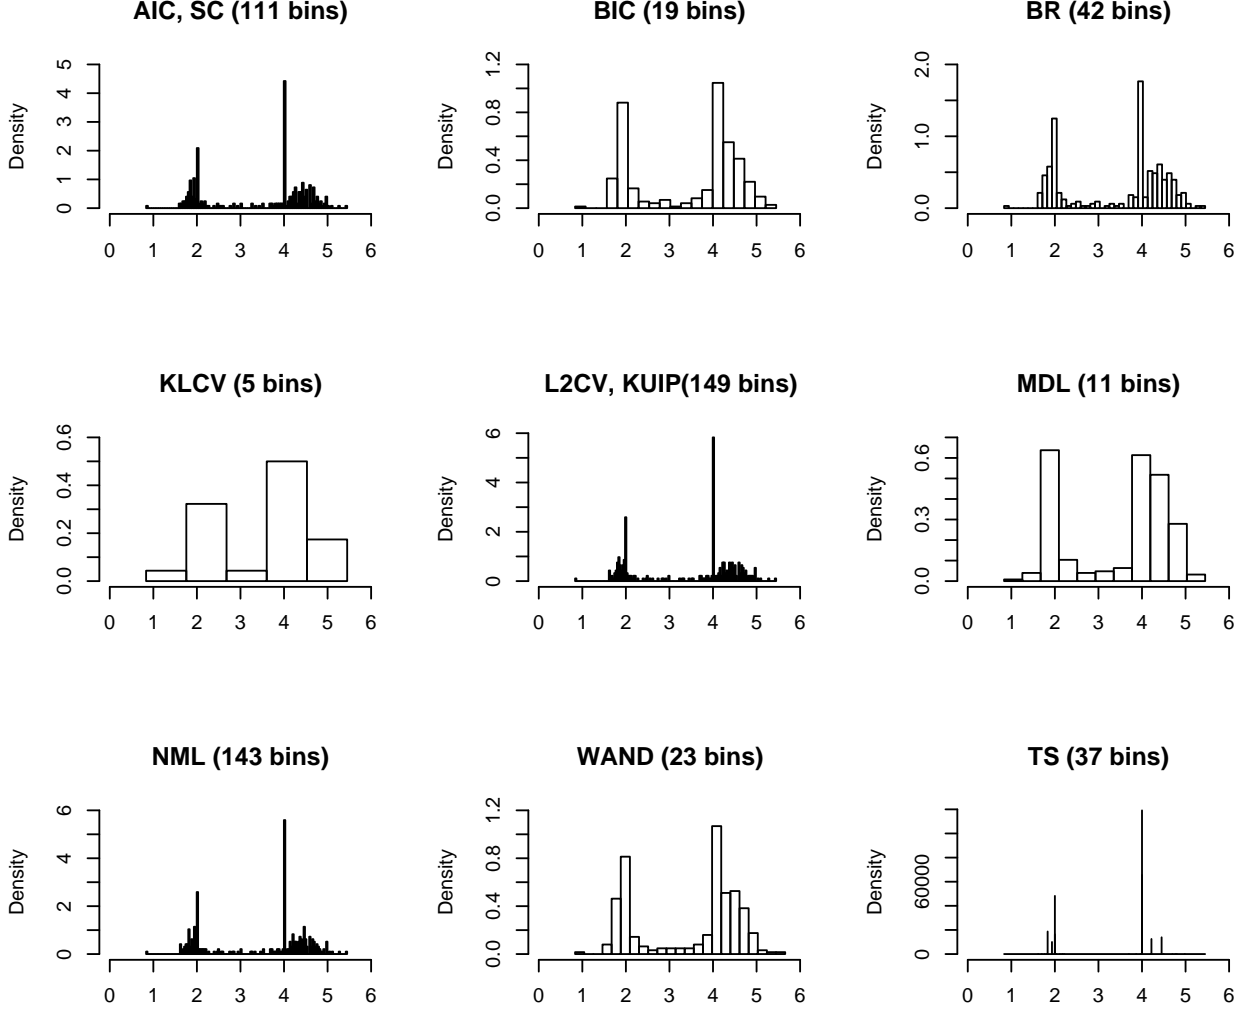 AIC, SC (111 bins)
Density
0 1 2 3 4 5
0 1 2 3 4 5 6
BIC (19 bins)
Density
0.0 0.4 0.8 1.2
0 1 2 3 4 5 6
BR (42 bins)
Density
0.0 1.0 2.0
0 1 2 3 4 5 6
KLCV (5 bins)
Density
0.0 0.2 0.4 0.6
0 1 2 3 4 5 6
L2CV, KUIP(149 bins)
Density
0 2 4 6
0 1 2 3 4 5 6
MDL (11 bins)
Density
0.0 0.3 0.6
0 1 2 3 4 5 6
NML (143 bins)
Density
0 2 4 6
0 1 2 3 4 5 6
WAND (23 bins)
Density
0.0 0.4 0.8 1.2
0 1 2 3 4 5 6
TS (37 bins)
Density
0 60000
0 1 2 3 4 5 6